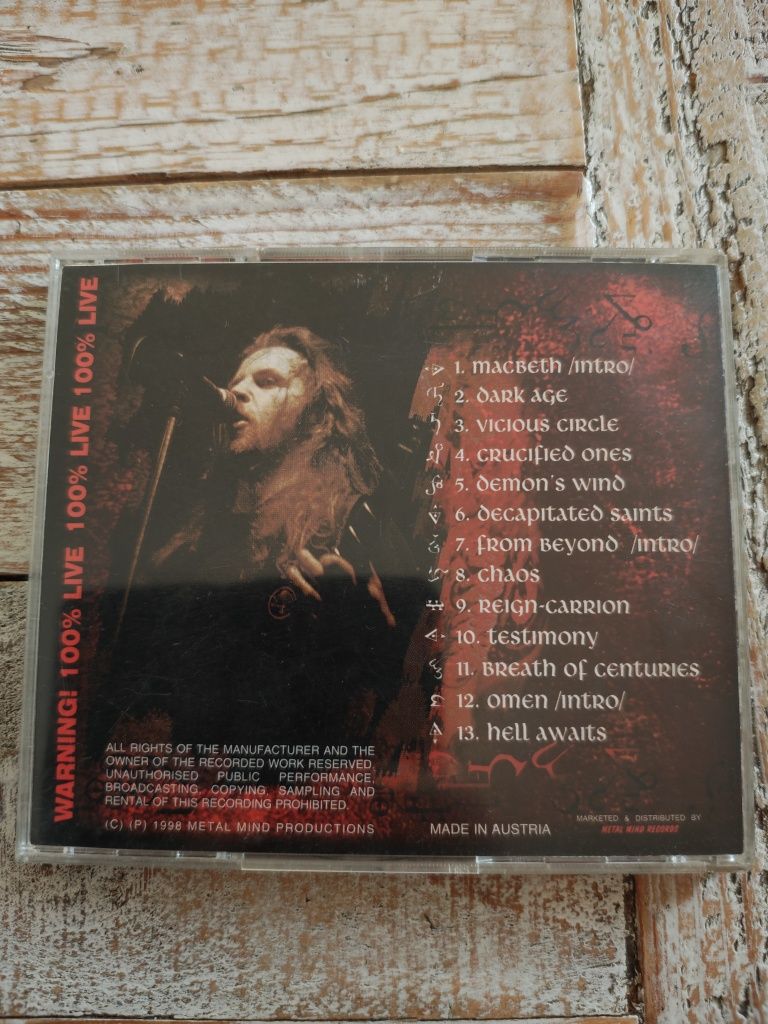 WARNING! 100% LIVE 100% LIVE 100% LIVE
1. MACBETH /INTRO/
2. DARK AGE
3. VICIOUS CIRCLE
4. CRUCIFIED ONES
5. DEMON'S WIND
6. DECAPITATED SAINTS
7. FROM BEYOND /INTRO/
8. CHAOS
9. REIGN-CARRION
10. TESTIMONY
11. BREATH OF CENTURIES
12. OMEN /INTRO/
13. HELL AWAITS
ALL RIGHTS OF THE MANUFACTURER AND THE
OWNER OF THE RECORDED WORK RESERVED.
UNAUTHORISED PUBLIC PERFORMANCE,
BROADCASTING, COPYING, SAMPLING AND
RENTAL OF THIS RECORDING PROHIBITED.
(C) (P) 1998 METAL MIND PRODUCTIONS
MADE IN AUSTRIA
MARKETED & DISTRIBUTED BY
METAL MIND RECORDS